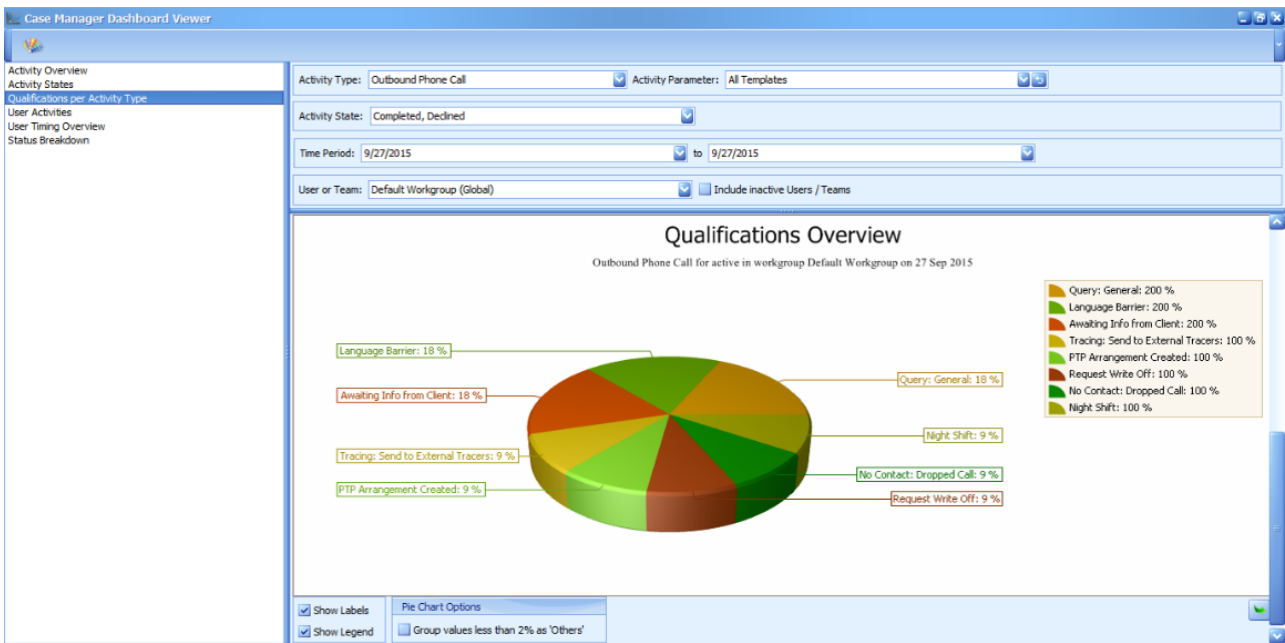 Case Manager Dashboard Viewer
Activity Overview
Activity States
Qualifications per Activity Type
User Activities
User Timing Overview
Status Breakdown
Activity Type: Outbound Phone Call Activity Parameter: All Templates
Activity State: Completed, Declined
Time Period: 9/27/2015 to 9/27/2015
User or Team: Default Workgroup (Global) Include inactive Users / Teams
Qualifications Overview
Outbound Phone Call for active in workgroup Default Workgroup on 27 Sep 2015
Query: General: 200 %
Language Barrier: 200 %
Awaiting Info from Client: 200 %
Tracing: Send to External Tracers: 100 %
PTP Arrangement Created: 100 %
Request Write Off: 100 %
No Contact: Dropped Call: 100 %
Night Shift: 100 %
Language Barrier: 18 %
Query: General: 18 %
Awaiting Info from Client: 18 %
Night Shift: 9 %
Tracing: Send to External Tracers: 9 %
No Contact: Dropped Call: 9 %
PTP Arrangement Created: 9 %
Request Write Off: 9 %
Show Labels
Pie Chart Options
Show Legend
Group values less than 2% as 'Others'